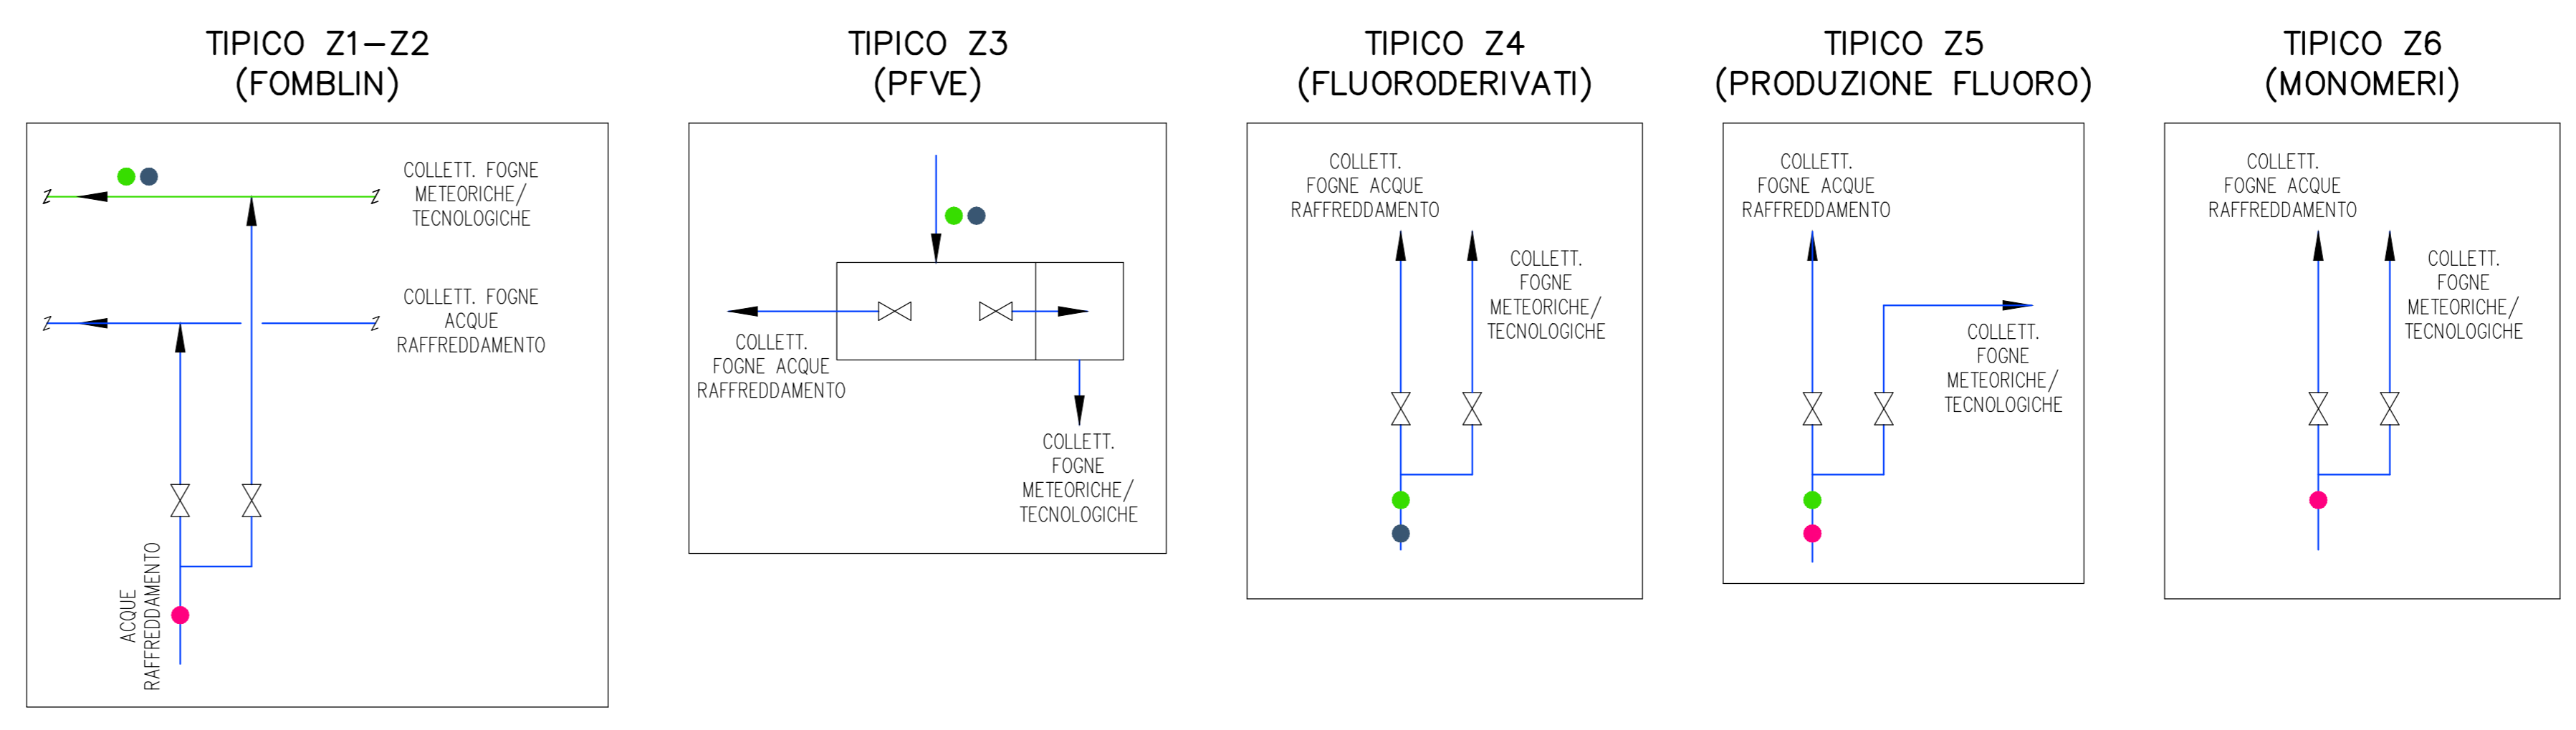 TIPICO Z1-Z2
(FOMBLIN)
COLLETT. FOGNE
METEORICHE/
TECNOLOGICHE
COLLETT. FOGNE
ACQUE
RAFFREDDAMENTO
ACQUE
RAFFREDDAMENTO
TIPICO Z3
(PFVE)
COLLETT.
FOGNE ACQUE
RAFFREDDAMENTO
COLLETT.
FOGNE
METEORICHE/
TECNOLOGICHE
TIPICO Z4
(FLUORODERIVATI)
COLLETT.
FOGNE ACQUE
RAFFREDDAMENTO
COLLETT.
FOGNE
METEORICHE/
TECNOLOGICHE
TIPICO Z5
(PRODUZIONE FLUORO)
COLLETT.
FOGNE ACQUE
RAFFREDDAMENTO
COLLETT.
FOGNE
METEORICHE/
TECNOLOGICHE
TIPICO Z6
(MONOMERI)
COLLETT.
FOGNE ACQUE
RAFFREDDAMENTO
COLLETT.
FOGNE
METEORICHE/
TECNOLOGICHE